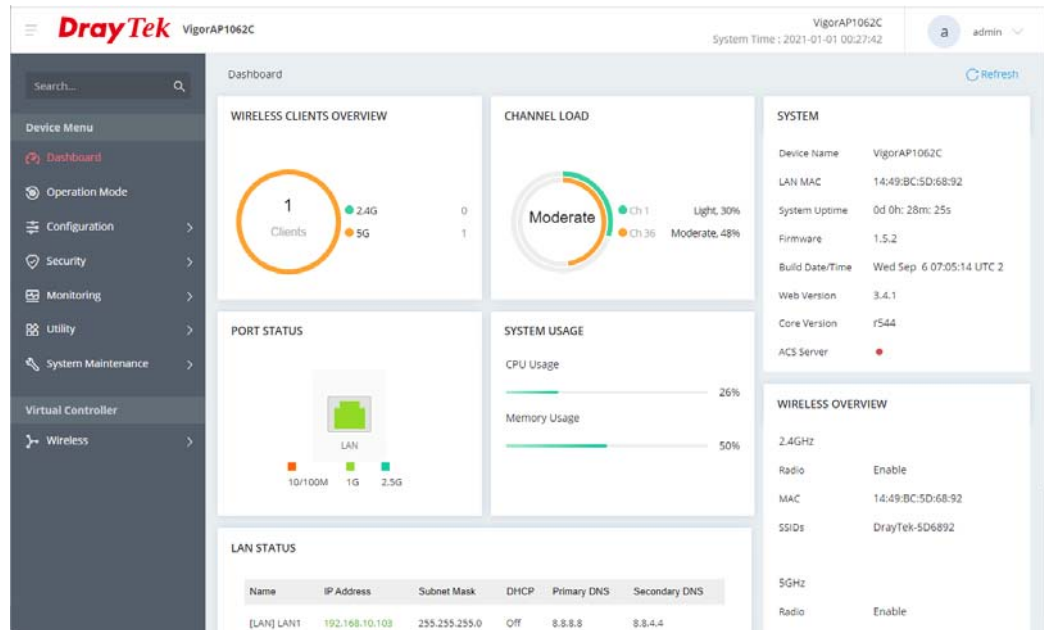 DrayTek VigorAP1062C
VigorAP1062C
System Time : 2021-01-01 00:27:42
a admin
Search...
Device Menu
Dashboard
Operation Mode
Configuration
Security
Monitoring
Utility
System Maintenance
Virtual Controller
Wireless
Dashboard
Refresh
WIRELESS CLIENTS OVERVIEW
1
Clients
2.4G 0
5G 1
CHANNEL LOAD
Moderate
Ch 1 Light, 30%
Ch 36 Moderate, 48%
SYSTEM
Device Name VigorAP1062C
LAN MAC 14:49:BC:5D:68:92
System Uptime 0d 0h: 28m: 25s
Firmware 1.5.2
Build Date/Time Wed Sep 6 07:05:14 UTC 2
Web Version 3.4.1
Core Version r544
ACS Server
PORT STATUS
LAN
10/100M 1G 2.5G
SYSTEM USAGE
CPU Usage
26%
Memory Usage
50%
WIRELESS OVERVIEW
2.4GHz
Radio Enable
MAC 14:49:BC:5D:68:92
SSIDs DrayTek-5D6892
5GHz
Radio Enable
LAN STATUS
Name IP Address Subnet Mask DHCP Primary DNS Secondary DNS
[LAN] LAN1 192.168.10.103 255.255.255.0 Off 8.8.8.8 8.8.4.4